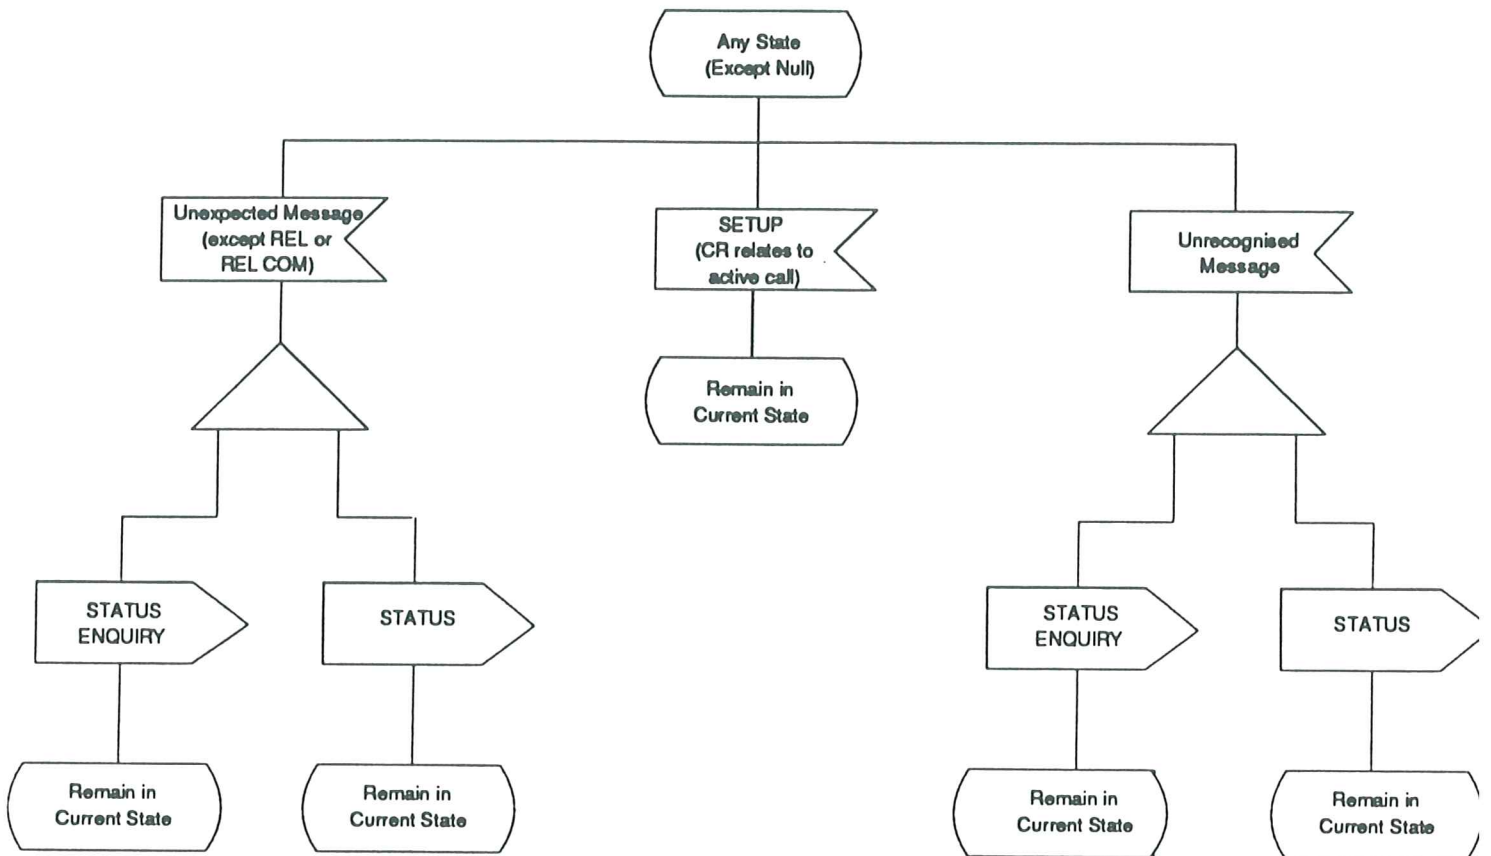 Any State
(Except Null)
Unexpected Message
(except REL or
REL COM)
SETUP
(CR relates to
active call)
Unrecognised
Message
Remain in
Current State
STATUS
ENQUIRY
STATUS
STATUS
ENQUIRY
STATUS
Remain in
Current State
Remain in
Current State
Remain in
Current State
Remain in
Current State